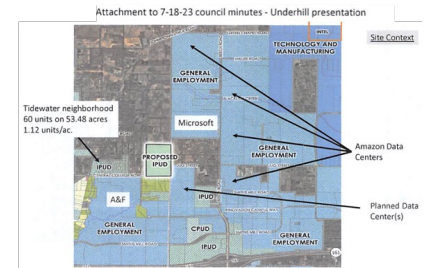 Attachment to 7-18-23 council minutes - Underhill presentation
INTEL
Site Context
TECHNOLOGY AND
MANUFACTURING
GENERAL
EMPLOYMENT
Tidewater neighborhood
60 units on 53.48 acres
1.12 units/ac.
Microsoft
PROPOSED
IPUD
GENERAL
EMPLOYMENT
Amazon Data
Centers
IPUD
A&F
IPUD
Planned Data
Center(s)
GENERAL
EMPLOYMENT
CPUD
IPUD
GENERAL
EMPLOYMENT